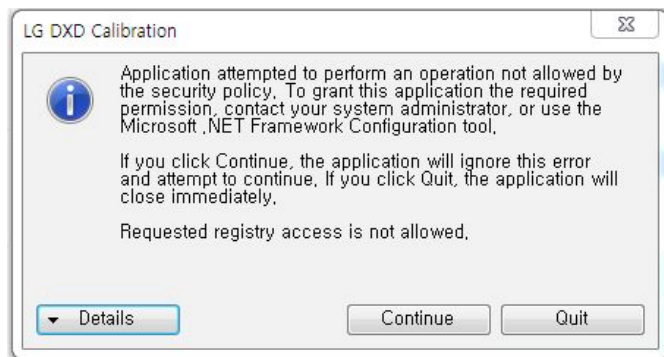 LG DXD Calibration
Application attempted to perform an operation not allowed by
the security policy. To grant this application the required
permission, contact your system administrator, or use the
Microsoft .NET Framework Configuration tool.
If you click Continue, the application will ignore this error
and attempt to continue. If you click Quit, the application will
close immediately.
Requested registry access is not allowed.
Details Continue Quit